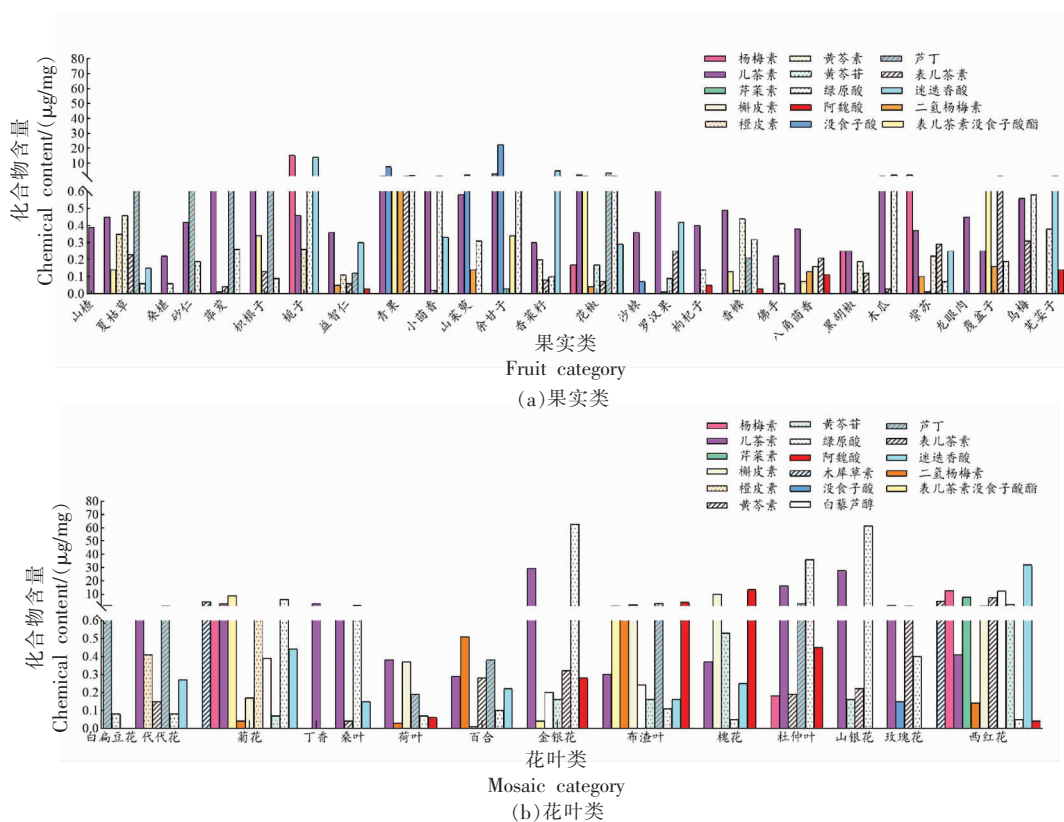 化合物含量
Chemical content/(μg/mg)
80
70
60
50
40
30
20
10
0.6
0.5
0.4
0.3
0.2
0.1
0.0
杨梅素
儿茶素
芹菜素
槲皮素
橙皮素
黄芩素
黄芩苷
绿原酸
阿魏酸
没食子酸
芦丁
表儿茶素
迷迭香酸
二氢杨梅素
表儿茶素没食子酸酯
山楂
夏枯草
桑椹
砂仁
荜茇
枳椇子
栀子
益智仁
青果
小茴香
山茱萸
余甘子
香菜籽
花椒
沙棘
罗汉果
枸杞子
香橼
佛手
八角茴香
黑胡椒
木瓜
紫苏
龙眼肉
覆盆子
乌梅
芡实子
果实类
Fruit category
(a)果实类
化合物含量
Chemical content/(μg/mg)
80
70
60
50
40
30
20
10
0.6
0.5
0.4
0.3
0.2
0.1
0.0
杨梅素
儿茶素
芹菜素
槲皮素
橙皮素
黄芩素
黄芩苷
绿原酸
阿魏酸
木犀草素
没食子酸
白藜芦醇
芦丁
表儿茶素
迷迭香酸
二氢杨梅素
表儿茶素没食子酸酯
白扁豆花
代代花
菊花
丁香
桑叶
荷叶
百合
金银花
布渣叶
槐花
杜仲叶
山银花
玫瑰花
西红花
花叶类
Mosaic category
(b)花叶类